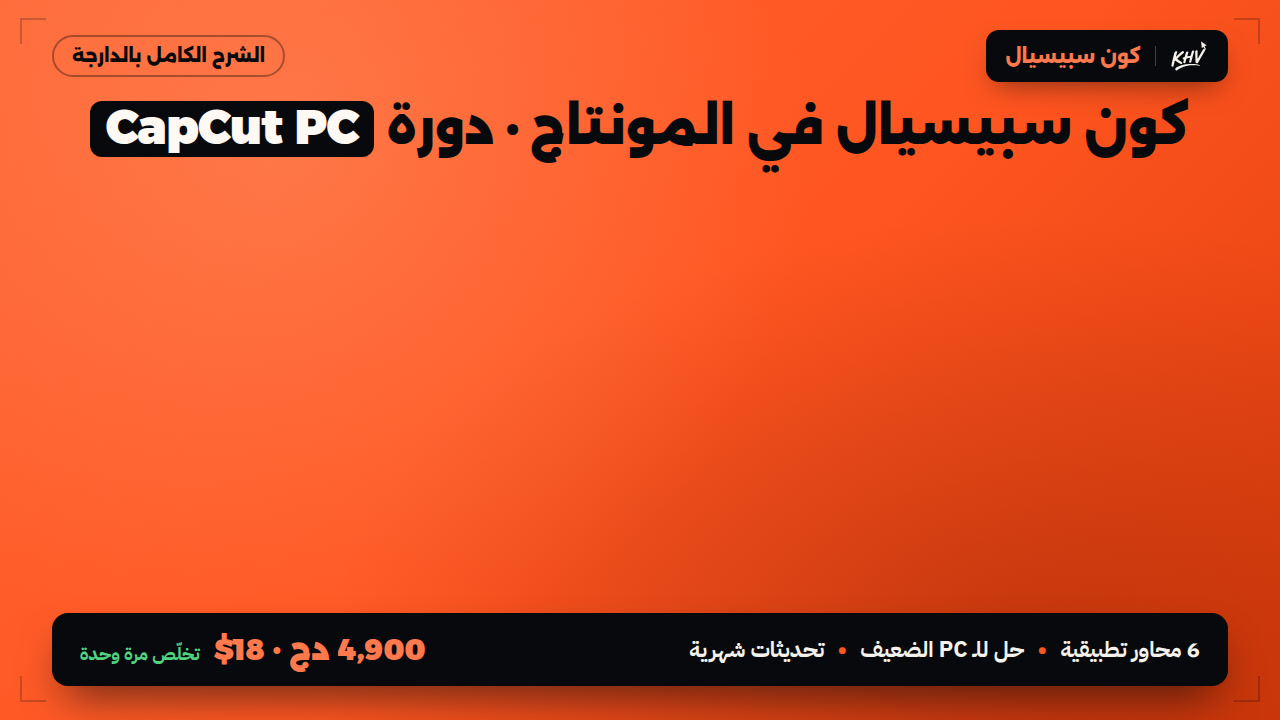 KHV | كون سبيسيال
الشرح الكامل بالدارجة
كون سبيسيال في المونتاج · دورة CapCut PC
6 محاور تطبيقية • حل للـ PC الضعيف • تحديثات شهرية
4,900 دج · $18 تخلّص مرة وحدة